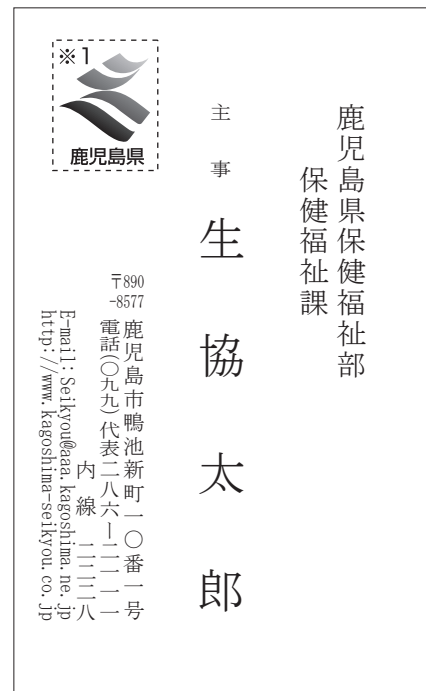 鹿児島県保健福祉部
保健福祉課
主事
生協太郎
〒890
-8577
鹿児島市鴨池新町一〇番一号
電話(〇九九)代表二八六ー二一一一
内線 二二二八
E-mail:Seikyou@aaa.kagoshima.ne.jp
http://www.kagoshima-seikyou.co.jp
※1
鹿児島県